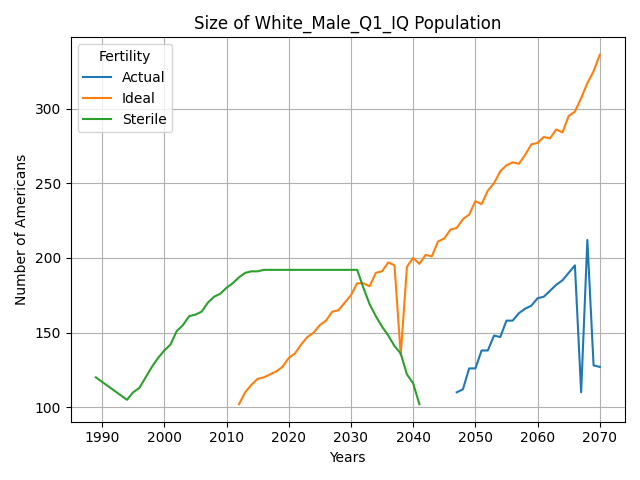 Size of White_Male_Q1_IQ Population
Fertility
Actual
Ideal
Sterile
Number of Americans
300
250
200
150
100
1990 2000 2010 2020 2030 2040 2050 2060 2070
Years